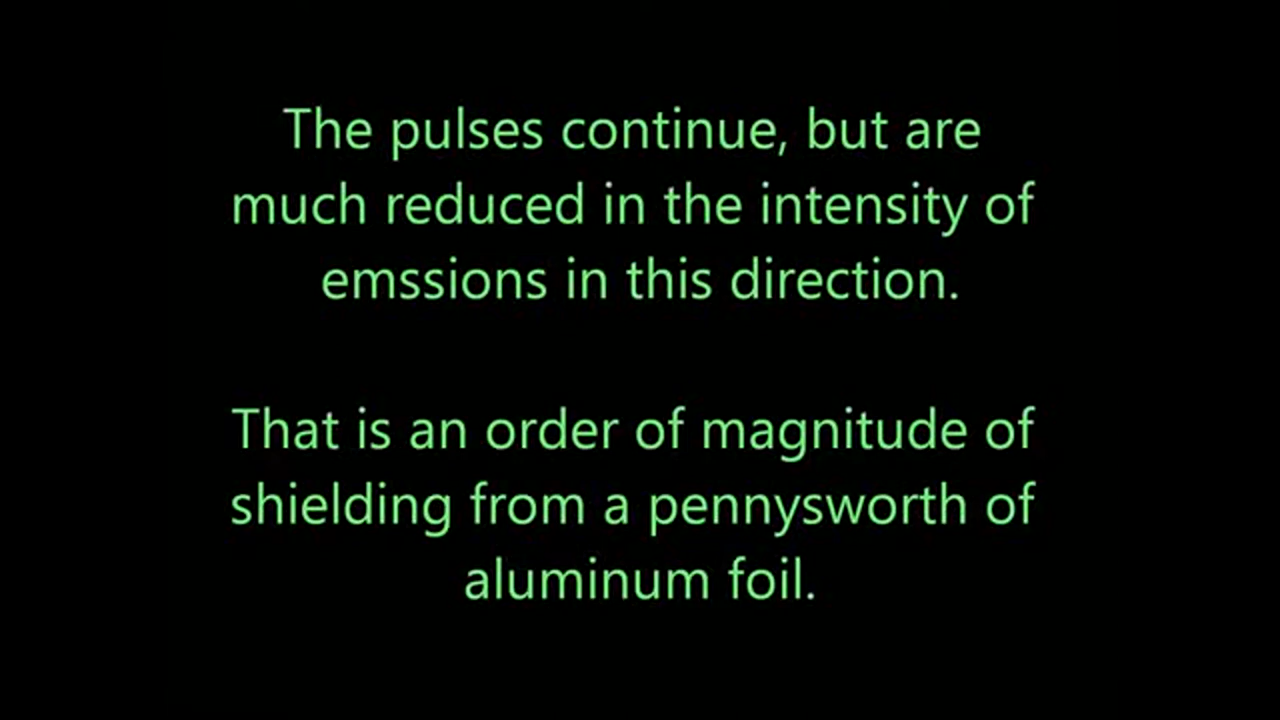 The pulses continue, but are
much reduced in the intensity of
emssions in this direction.
That is an order of magnitude of
shielding from a pennysworth of
aluminum foil.